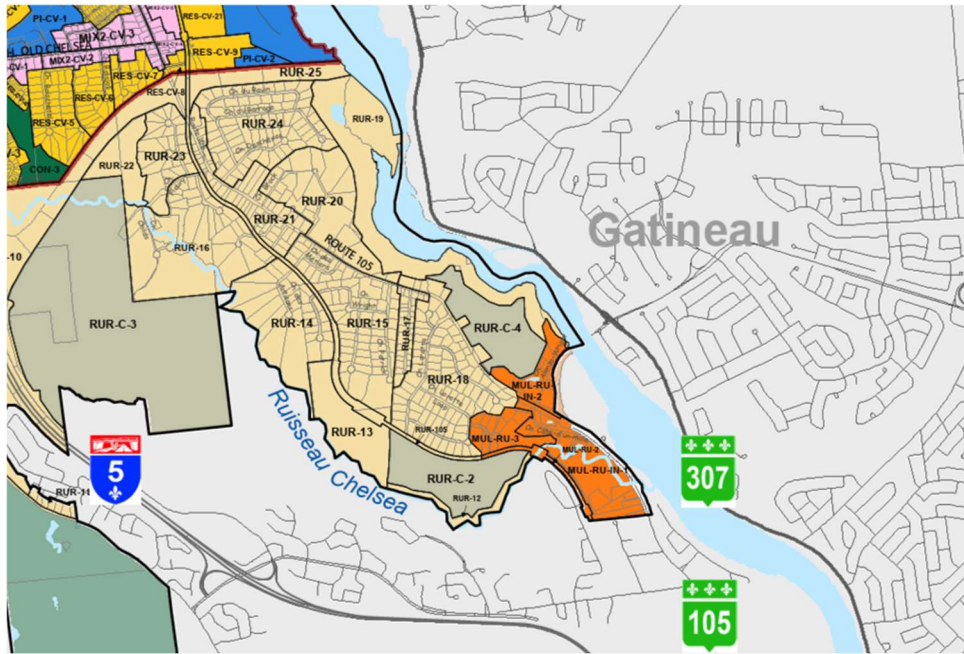 PI-CV-1
RES-CV-21
MIX2-CV-3
OLD CHELSEA
MIX2-CV-2
RES-CV-9
PI-CV-2
RES-CV-7
RUR-25
RES-CV-8
RES-CV-6
RES-CV-5
CON-3
RUR-24
RUR-19
RUR-22
RUR-23
RUR-20
RUR-21
RUR-16
ROUTE 105
Gatineau
RUR-C-3
RUR-14
RUR-15
RUR-17
RUR-C-4
RUR-18
MUL-RU-
IN-2
RUR-13
RUR-105
MUL-RU-3
MUL-RU-2
MUL-RU-IN-1
Ruisseau Chelsea
RUR-C-2
RUR-12
RUR-11
5
307
105